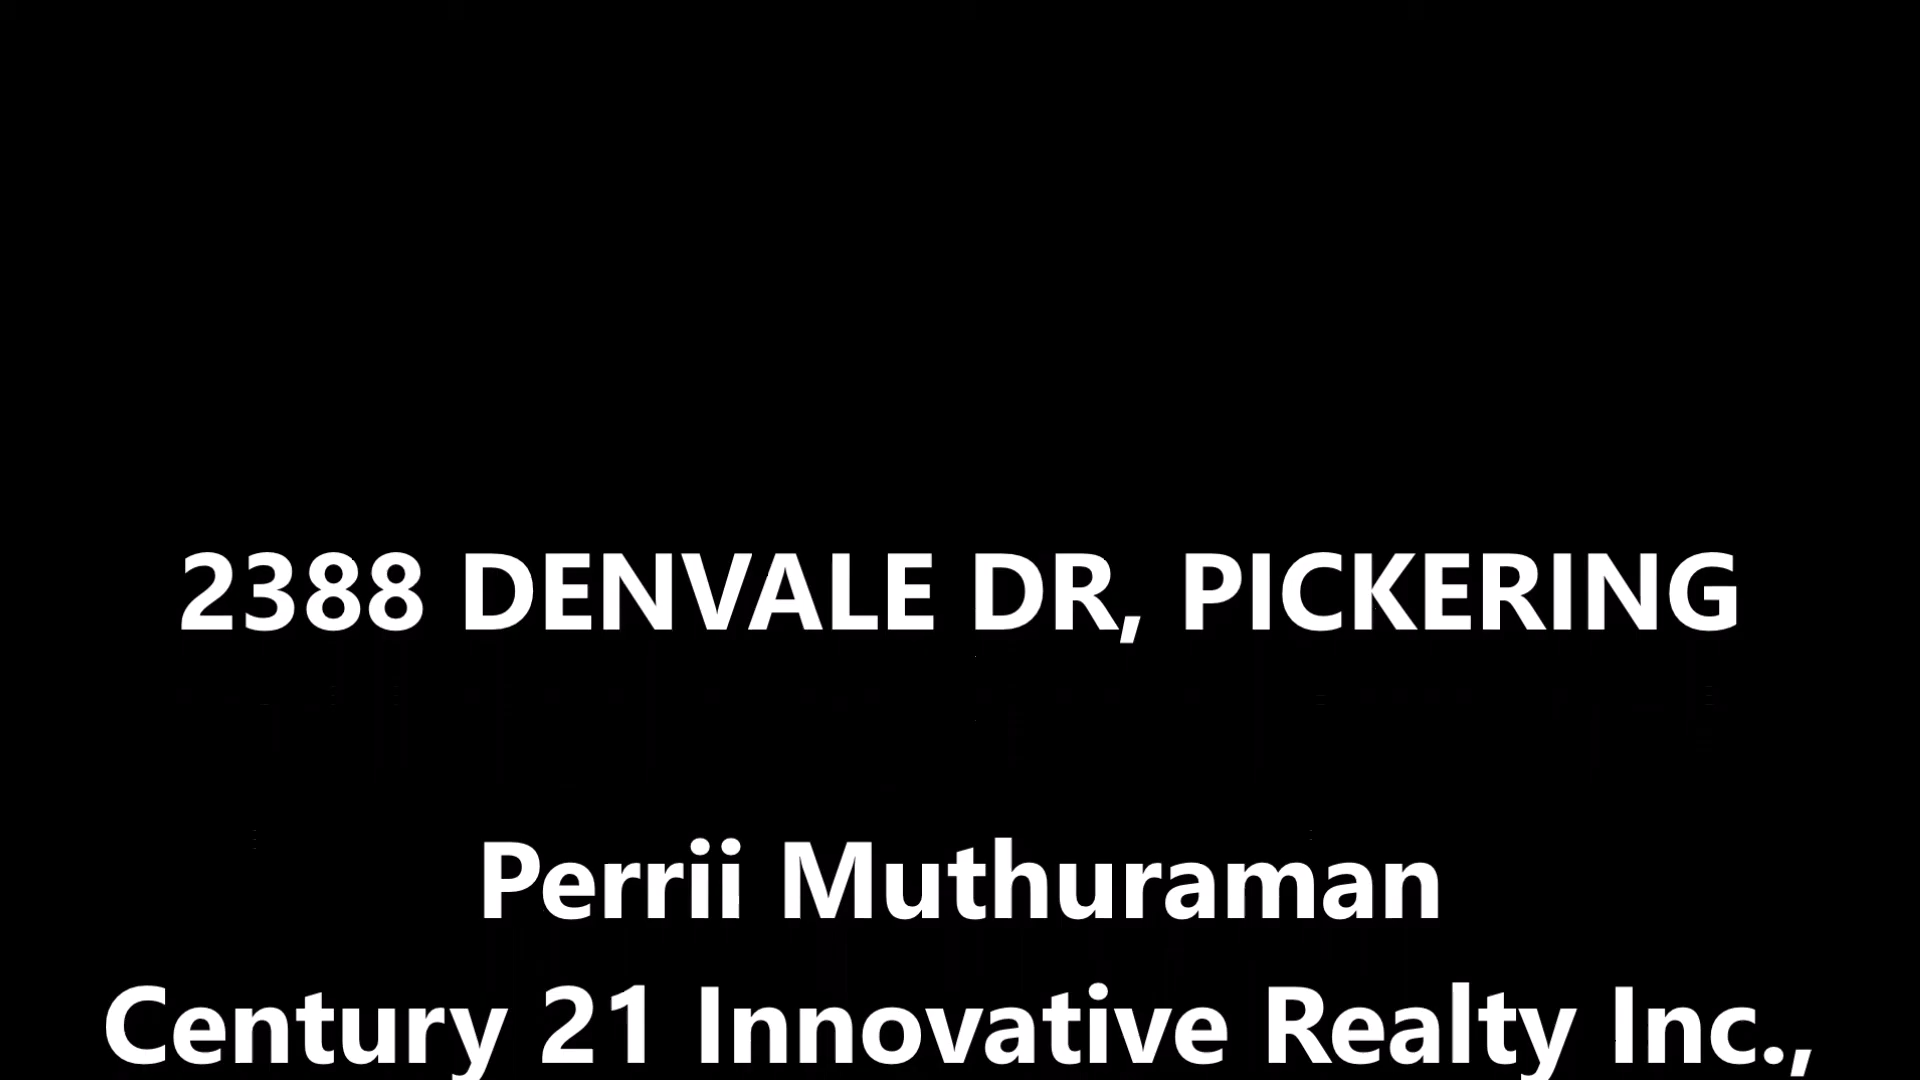 2388 DENVALE DR, PICKERING
Perrii Muthuraman
Century 21 Innovative Realty Inc.,